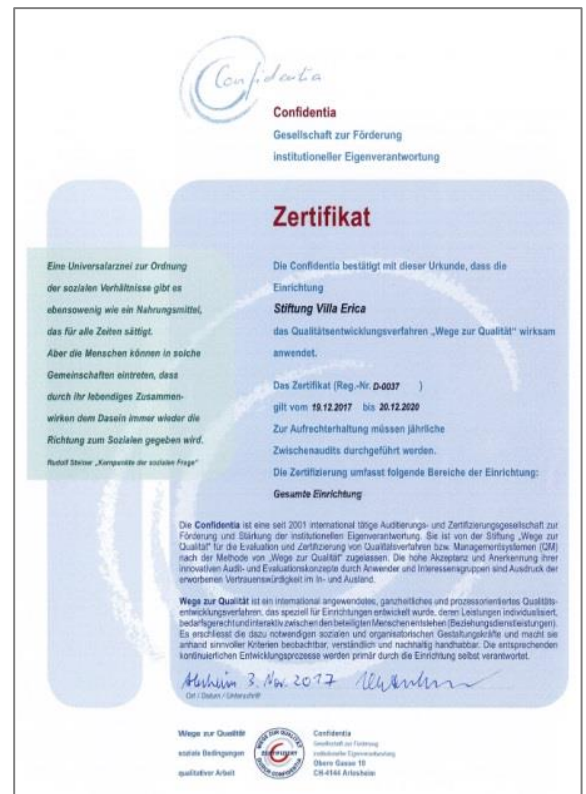 Confidentia
Confidentia
Gesellschaft zur Förderung
institutioneller Eigenverantwortung
Zertifikat
Eine Universalarznei zur Ordnung
der sozialen Verhältnisse gibt es
ebensowenig wie ein Nahrungsmittel,
das für alle Zeiten sättigt.
Aber die Menschen können in solche
Gemeinschaften eintreten, dass
durch ihr lebendiges Zusammen-
wirken dem Dasein immer wieder die
Richtung zum Sozialen gegeben wird.
Rudolf Steiner „Kernpunkte der sozialen Frage“
Die Confidentia bestätigt mit dieser Urkunde, dass die
Einrichtung
Stiftung Villa Erica
das Qualitätsentwicklungsverfahren „Wege zur Qualität“ wirksam
anwendet.
Das Zertifikat (Reg.-Nr. D-0037 )
gilt vom 19.12.2017 bis 20.12.2020
Zur Aufrechterhaltung müssen jährliche
Zwischenaudits durchgeführt werden.
Die Zertifizierung umfasst folgende Bereiche der Einrichtung:
Gesamte Einrichtung
Die Confidentia ist eine seit 2001 international tätige Auditierungs- und Zertifizierungsgesellschaft zur
Förderung und Stärkung der institutionellen Eigenverantwortung. Sie ist von der Stiftung „Wege zur
Qualität“ für die Evaluation und Zertifizierung von Qualitätsverfahren bzw. Managementsystemen (QM)
nach der Methode von „Wege zur Qualität“ zugelassen. Die hohe Akzeptanz und Anerkennung ihrer
innovativen Audit- und Evaluationskonzepte durch Anwender und Interessensgruppen sind Ausdruck der
erworbenen Vertrauenswürdigkeit im In- und Ausland.
Wege zur Qualität ist ein international angewendetes, ganzheitliches und prozessorientiertes Qualitäts-
entwicklungsverfahren, das speziell für Einrichtungen entwickelt wurde, deren Leistungen individualisiert,
bedarfsgerecht und interaktiv zwischen den beteiligten Menschen entstehen (Beziehungsdienstleistungen).
Es erschliesst die dazu notwendigen sozialen und organisatorischen Gestaltungskräfte und macht sie
anhand sinnvoller Kriterien beobachtbar, verständlich und nachhaltig handhabbar. Die entsprechenden
kontinuierlichen Entwicklungsprozesse werden primär durch die Einrichtung selbst verantwortet.
Arlesheim 3. Nov. 2017
Ort / Datum / Unterschrift
Wege zur Qualität
soziale Bedingungen
qualitativer Arbeit
WEGE ZUR QUALITÄT
ZERTIFIZIERT
DURCH CONFIDENTIA
Confidentia
Gesellschaft zur Förderung
institutioneller Eigenverantwortung
Obere Gasse 10
CH-4144 Arlesheim